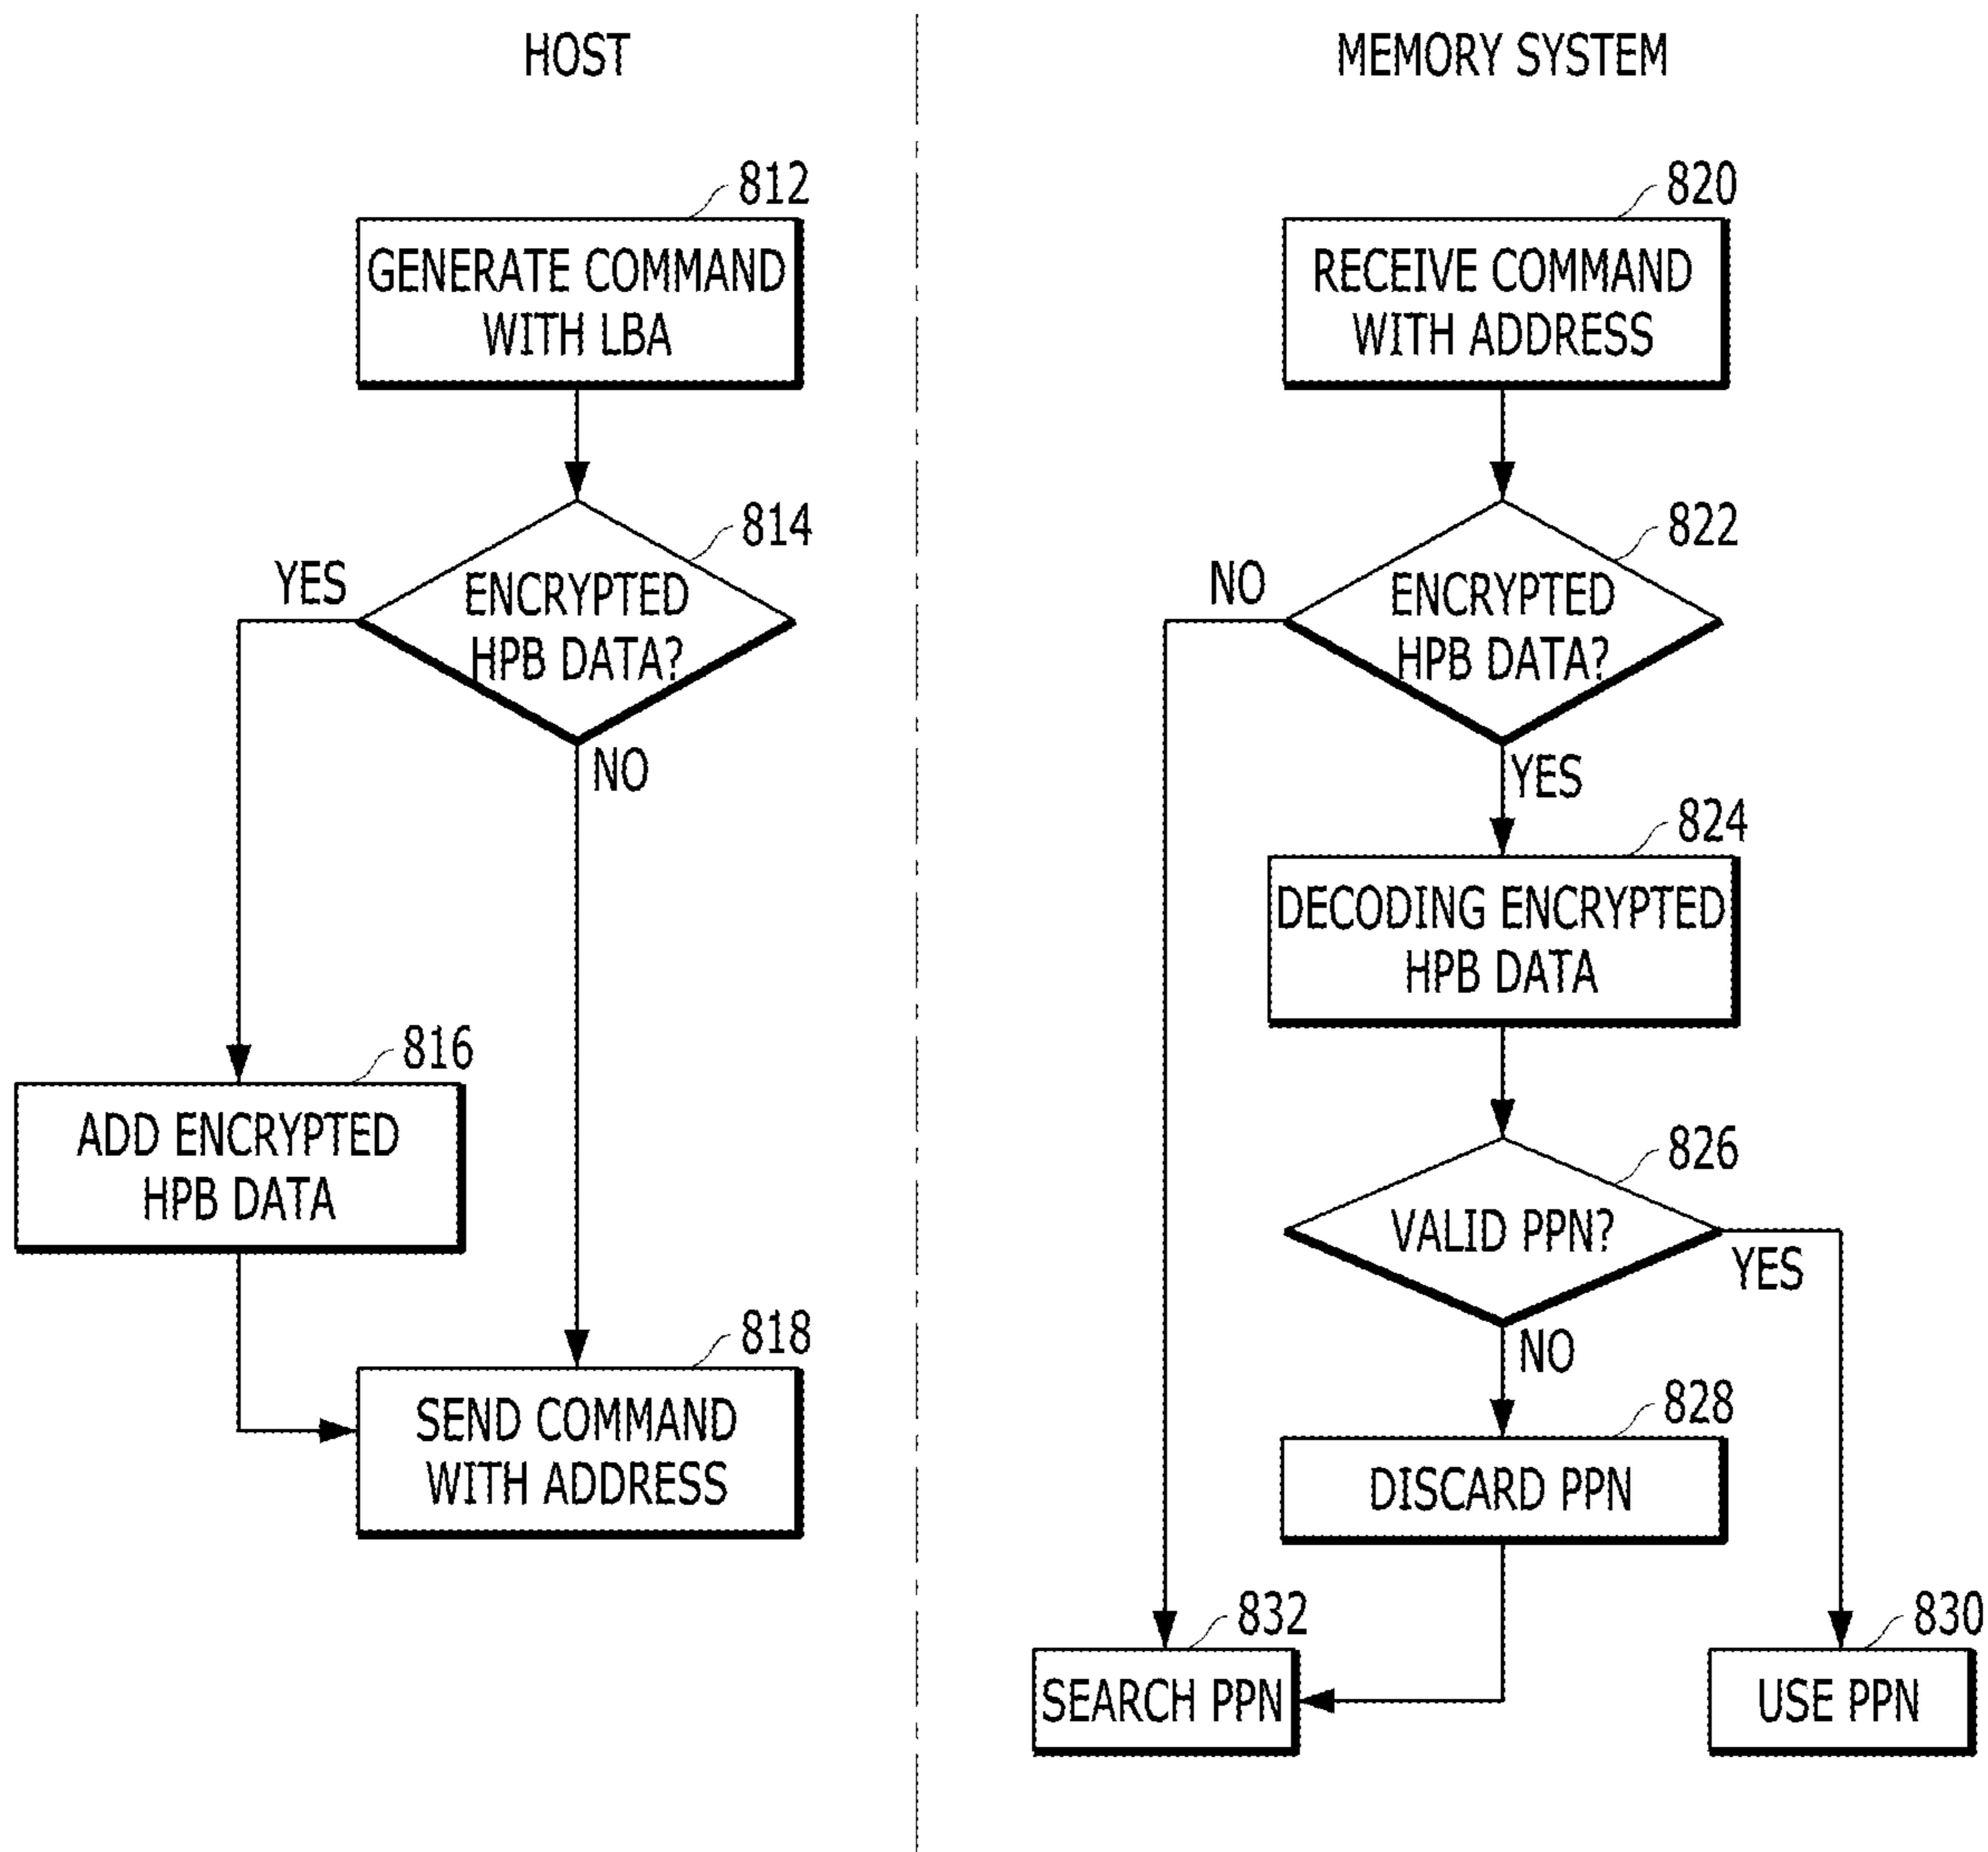 HOST
812
GENERATE COMMAND
WITH LBA
814
YES
ENCRYPTED
HPB DATA?
NO
816
ADD ENCRYPTED
HPB DATA
818
SEND COMMAND
WITH ADDRESS
MEMORY SYSTEM
820
RECEIVE COMMAND
WITH ADDRESS
822
NO
ENCRYPTED
HPB DATA?
YES
824
DECODING ENCRYPTED
HPB DATA
826
VALID PPN?
YES
NO
828
DISCARD PPN
832
SEARCH PPN
830
USE PPN